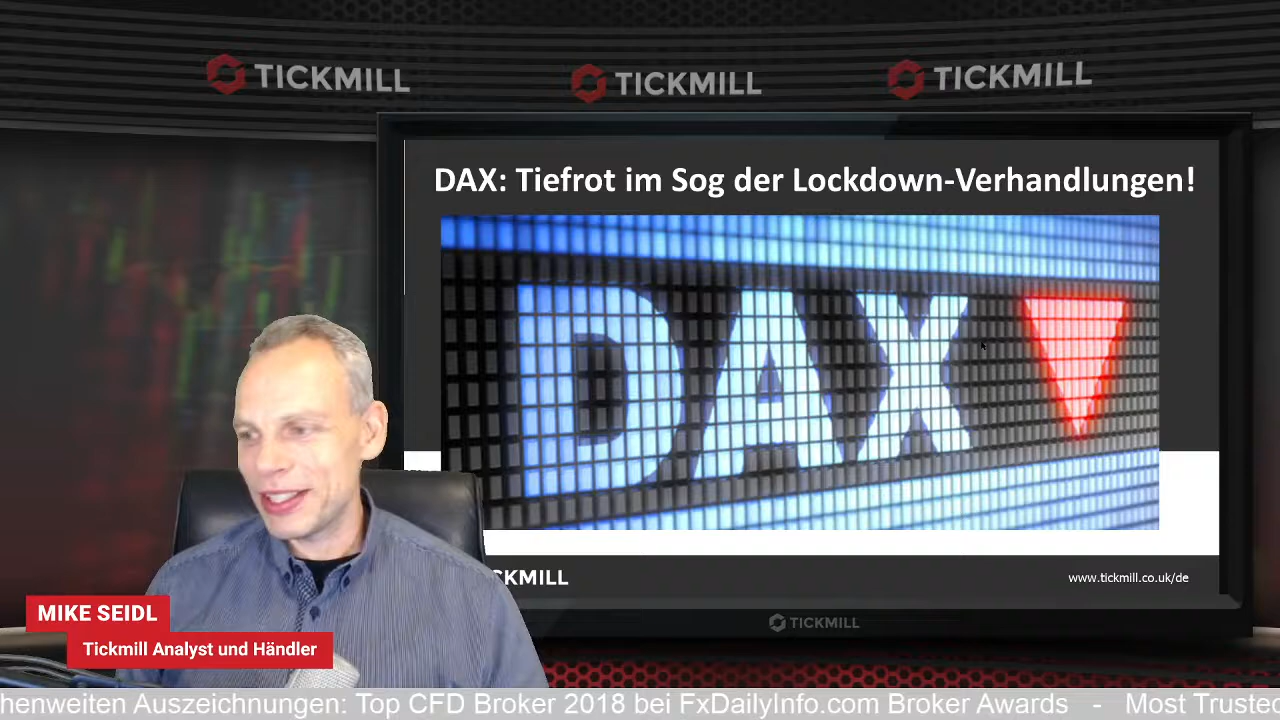 TICKMILL
TICKMILL
TICKMILL
DAX: Tiefrot im Sog der Lockdown-Verhandlungen!
DAX
CKMILL
www.tickmill.co.uk/de
MIKE SEIDL
Tickmill Analyst und Händler
TICKMILL
henweiten Auszeichnungen: Top CFD Broker 2018 bei FxDailyInfo.com Broker Awards - Most Trusted